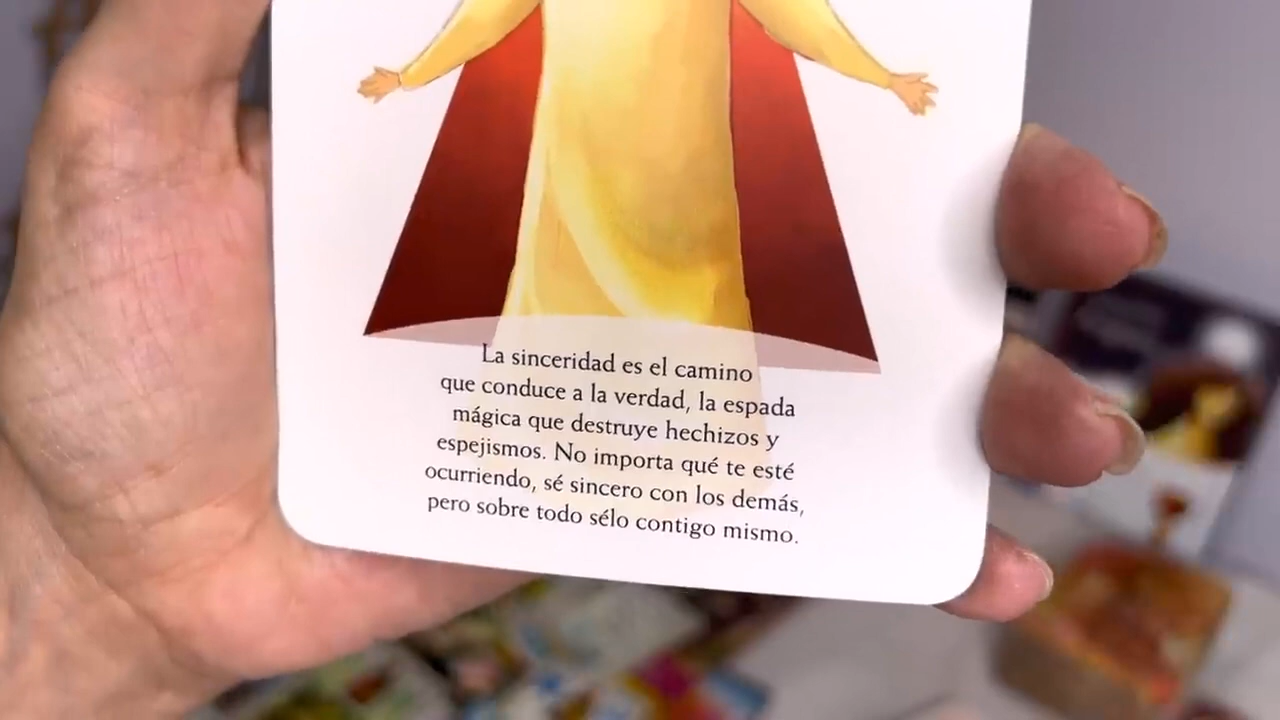 La sinceridad es el camino
que conduce a la verdad, la espada
mágica que destruye hechizos y
espejismos. No importa qué te esté
ocurriendo, sé sincero con los demás,
pero sobre todo sélo contigo mismo.